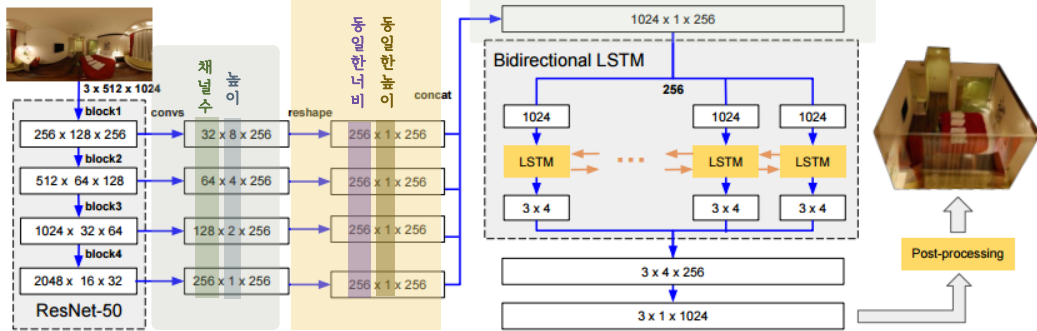 3 x 512 x 1024
block1
256 x 128 x 256
block2
512 x 64 x 128
block3
1024 x 32 x 64
block4
2048 x 16 x 32
ResNet-50
convs
채널수
높이
32 x 8 x 256
64 x 4 x 256
128 x 2 x 256
256 x 1 x 256
reshape
동일한너비
동일한높이
256 x 1 x 256
256 x 1 x 256
256 x 1 x 256
256 x 1 x 256
concat
1024 x 1 x 256
Bidirectional LSTM
256
1024
1024
1024
LSTM
LSTM
LSTM
3 x 4
3 x 4
3 x 4
3 x 4 x 256
3 x 1 x 1024
Post-processing